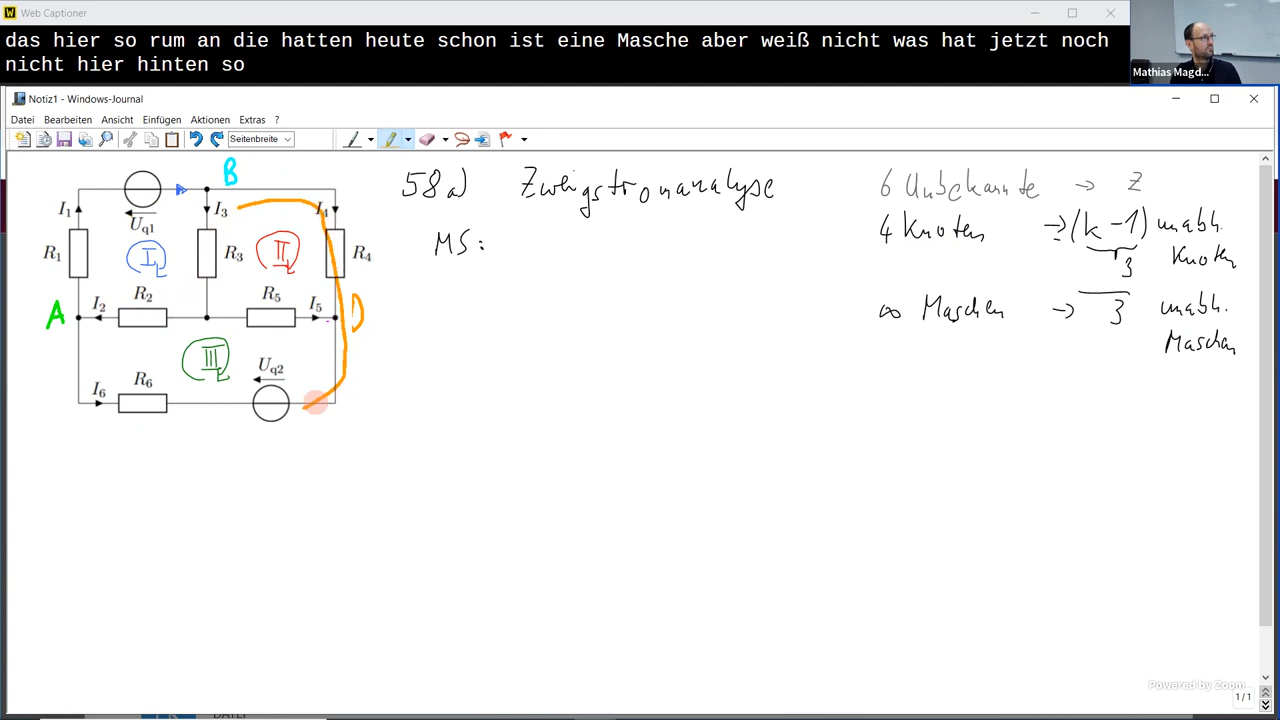 Web Captioner
das hier so rum an die hatten heute schon ist eine Masche aber weiß nicht was hat jetzt noch
nicht hier hinten so
Mathias Magd...
Notiz1 - Windows-Journal
Datei Bearbeiten Ansicht Einfügen Aktionen Extras ?
Seitenbreite
58a) Zweigstromanalyse
6 Unbekannte → Z
4 Knoten → (k-1) unabh. Knoten
3
MS:
∞ Maschen → 3 unabh. Maschen
B
I1
Uq1
I3
I4
R1
I
R3
II
R4
A
I2
R2
R5
I5
D
III
Uq2
I6
R6
Powered by Zoom
1/1
DATEI